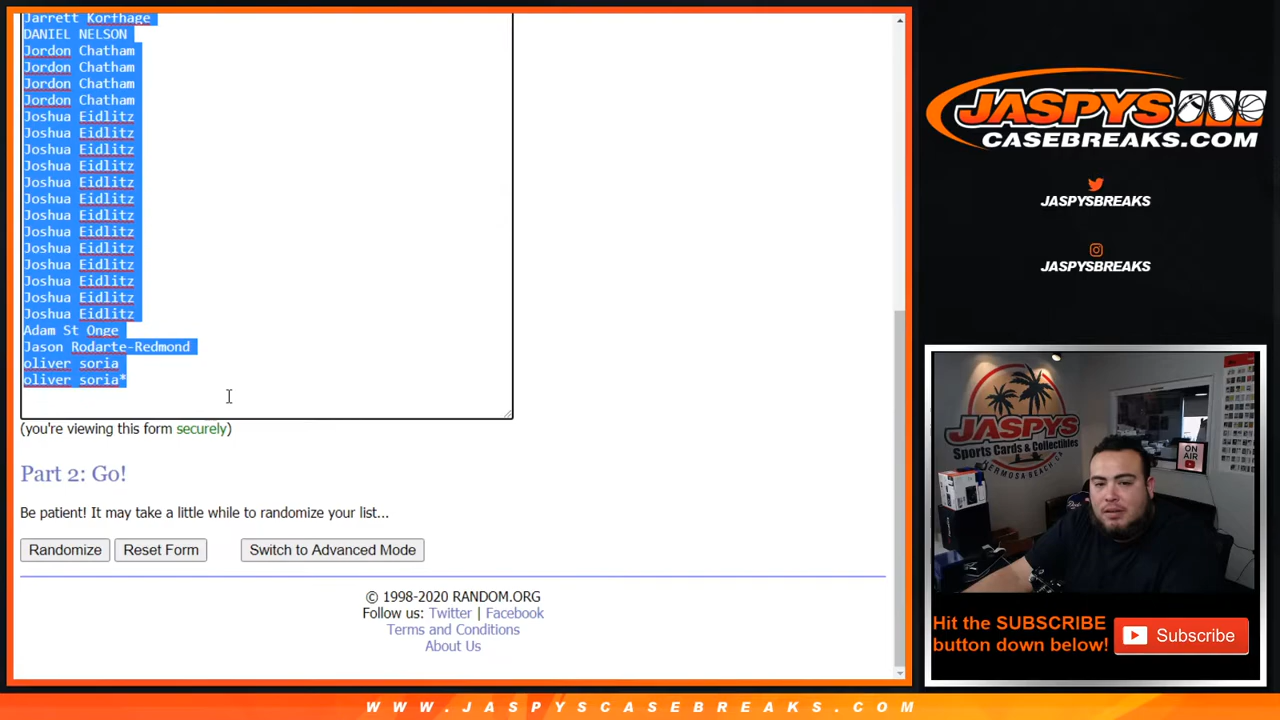 Jarrett Korfhage
DANIEL NELSON
Jordon Chatham
Jordon Chatham
Jordon Chatham
Jordon Chatham
Joshua Eidlitz
Joshua Eidlitz
Joshua Eidlitz
Joshua Eidlitz
Joshua Eidlitz
Joshua Eidlitz
Joshua Eidlitz
Joshua Eidlitz
Joshua Eidlitz
Joshua Eidlitz
Joshua Eidlitz
Joshua Eidlitz
Joshua Eidlitz
Adam St Onge
Jason Rodarte-Redmond
oliver soria
oliver soria*
(you're viewing this form securely)
Part 2: Go!
Be patient! It may take a little while to randomize your list...
Randomize Reset Form Switch to Advanced Mode
© 1998-2020 RANDOM.ORG
Follow us: Twitter | Facebook
Terms and Conditions
About Us
JASPYS
CASEBREAKS.COM
JASPYSBREAKS
JASPYSBREAKS
JASPYS
Sports Cards & Collectibles
HERMOSA BEACH, CA
ON
AIR
Hit the SUBSCRIBE
button down below!
Subscribe
WWW.JASPYSCASEBREAKS.COM